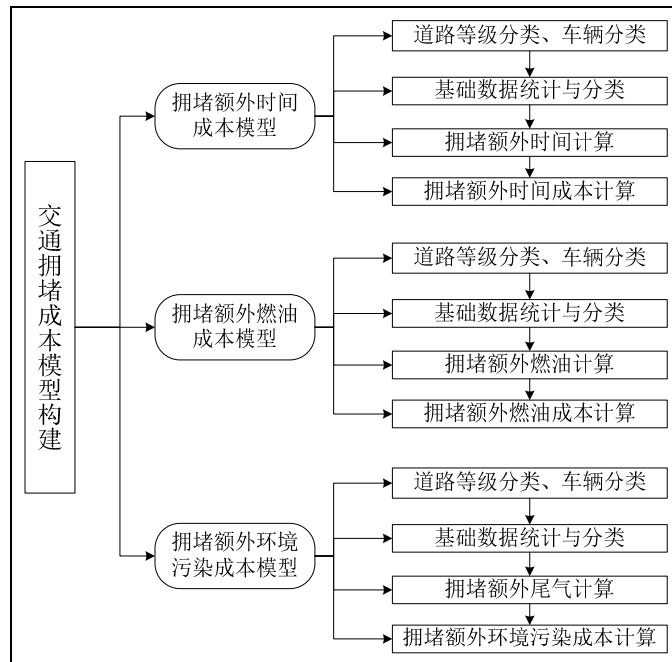 交通拥堵成本模型构建
拥堵额外时间
成本模型
道路等级分类、车辆分类
基础数据统计与分类
拥堵额外时间计算
拥堵额外时间成本计算
拥堵额外燃油
成本模型
道路等级分类、车辆分类
基础数据统计与分类
拥堵额外燃油计算
拥堵额外燃油成本计算
拥堵额外环境
污染成本模型
道路等级分类、车辆分类
基础数据统计与分类
拥堵额外尾气计算
拥堵额外环境污染成本计算